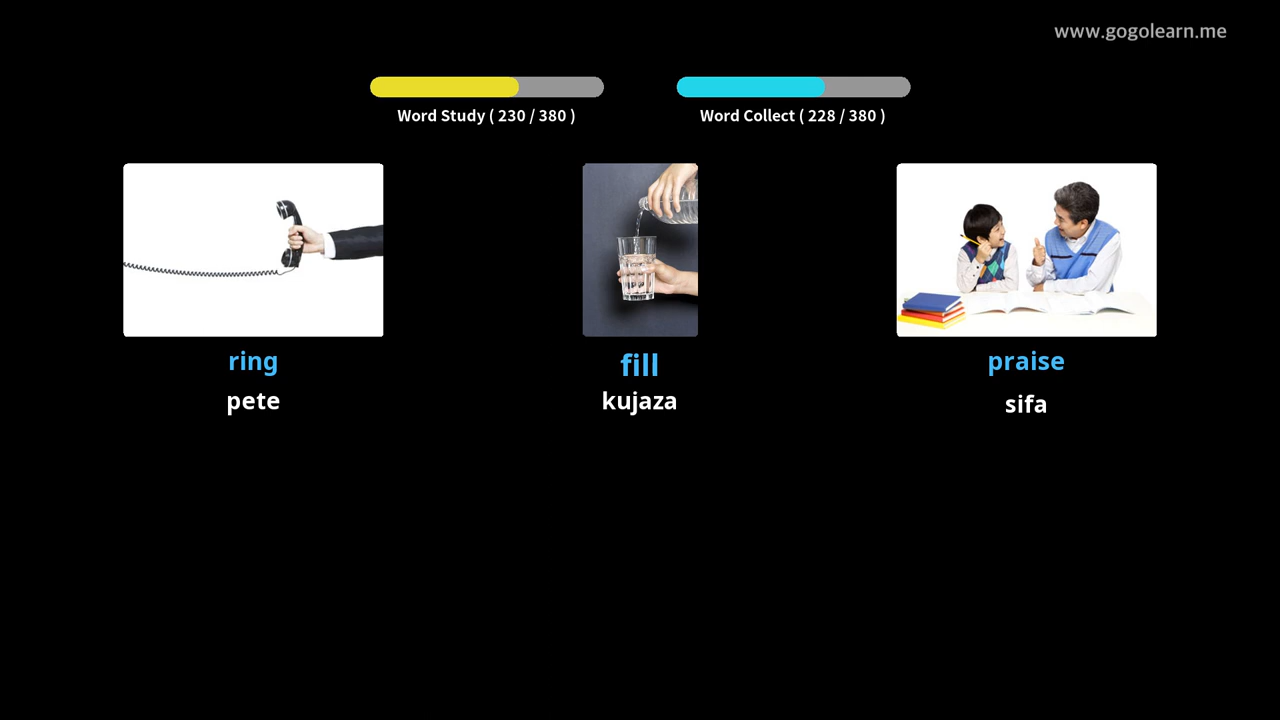 www.gogolearn.me
Word Study ( 230 / 380 )
Word Collect ( 228 / 380 )
ring
fill
praise
pete
kujaza
sifa